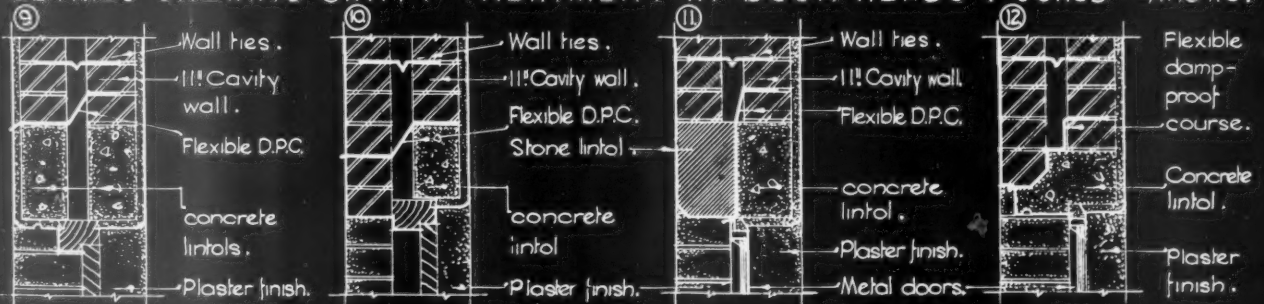 9
Wall ties.
11" Cavity
wall.
Flexible D.P.C.
concrete
lintols.
Plaster finish.
10
Wall ties.
11" Cavity wall.
Flexible D.P.C.
Stone lintol.
concrete
lintol
Plaster finish.
11
Wall ties.
11" Cavity wall.
Flexible D.P.C.
concrete
lintol.
Plaster finish.
Metal doors.
12
Flexible
damp-
proof
course.
Concrete
lintol.
Plaster
finish.